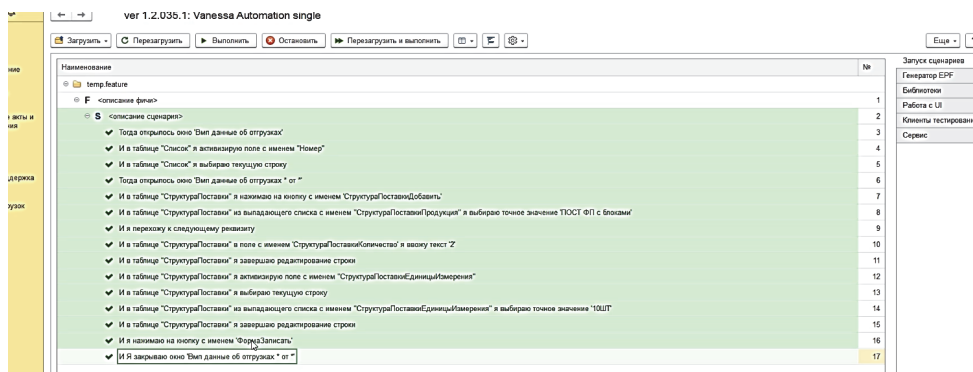 ver 1.2.035.1: Vanessa Automation single
Загрузить
Перезагрузить
Выполнить
Остановить
Перезагрузить и выполнить
Еще
Наименование №
temp.feature
F <описание фичи> 1
S <описание сценария> 2
Тогда открылось окно 'Вмп данные об отгрузках' 3
И в таблице "Список" я активизирую поле с именем "Номер" 4
И в таблице "Список" я выбираю текущую строку 5
Тогда открылось окно 'Вмп данные об отгрузках * от *' 6
И в таблице "СтруктураПоставки" я нажимаю на кнопку с именем 'СтруктураПоставкиДобавить' 7
И в таблице "СтруктураПоставки" из выпадающего списка с именем "СтруктураПоставкиПродукция" я выбираю точное значение 'ПОСТ ФП с блоками' 8
И я перехожу к следующему реквизиту 9
И в таблице "СтруктураПоставки" в поле с именем 'СтруктураПоставкиКоличество' я ввожу текст '2' 10
И в таблице "СтруктураПоставки" я завершаю редактирование строки 11
И в таблице "СтруктураПоставки" я активизирую поле с именем "СтруктураПоставкиЕдиницыИзмерения" 12
И в таблице "СтруктураПоставки" я выбираю текущую строку 13
И в таблице "СтруктураПоставки" из выпадающего списка с именем "СтруктураПоставкиЕдиницыИзмерения" я выбираю точное значение '10ШТ' 14
И в таблице "СтруктураПоставки" я завершаю редактирование строки 15
И я нажимаю на кнопку с именем 'ФормаЗаписать' 16
И Я закрываю окно 'Вмп данные об отгрузках * от *' 17
Запуск сценариев
Генератор EPF
Библиотеки
Работа с UI
Клиенты тестировани
Сервис
ние
акты и
ия
держка
рузок